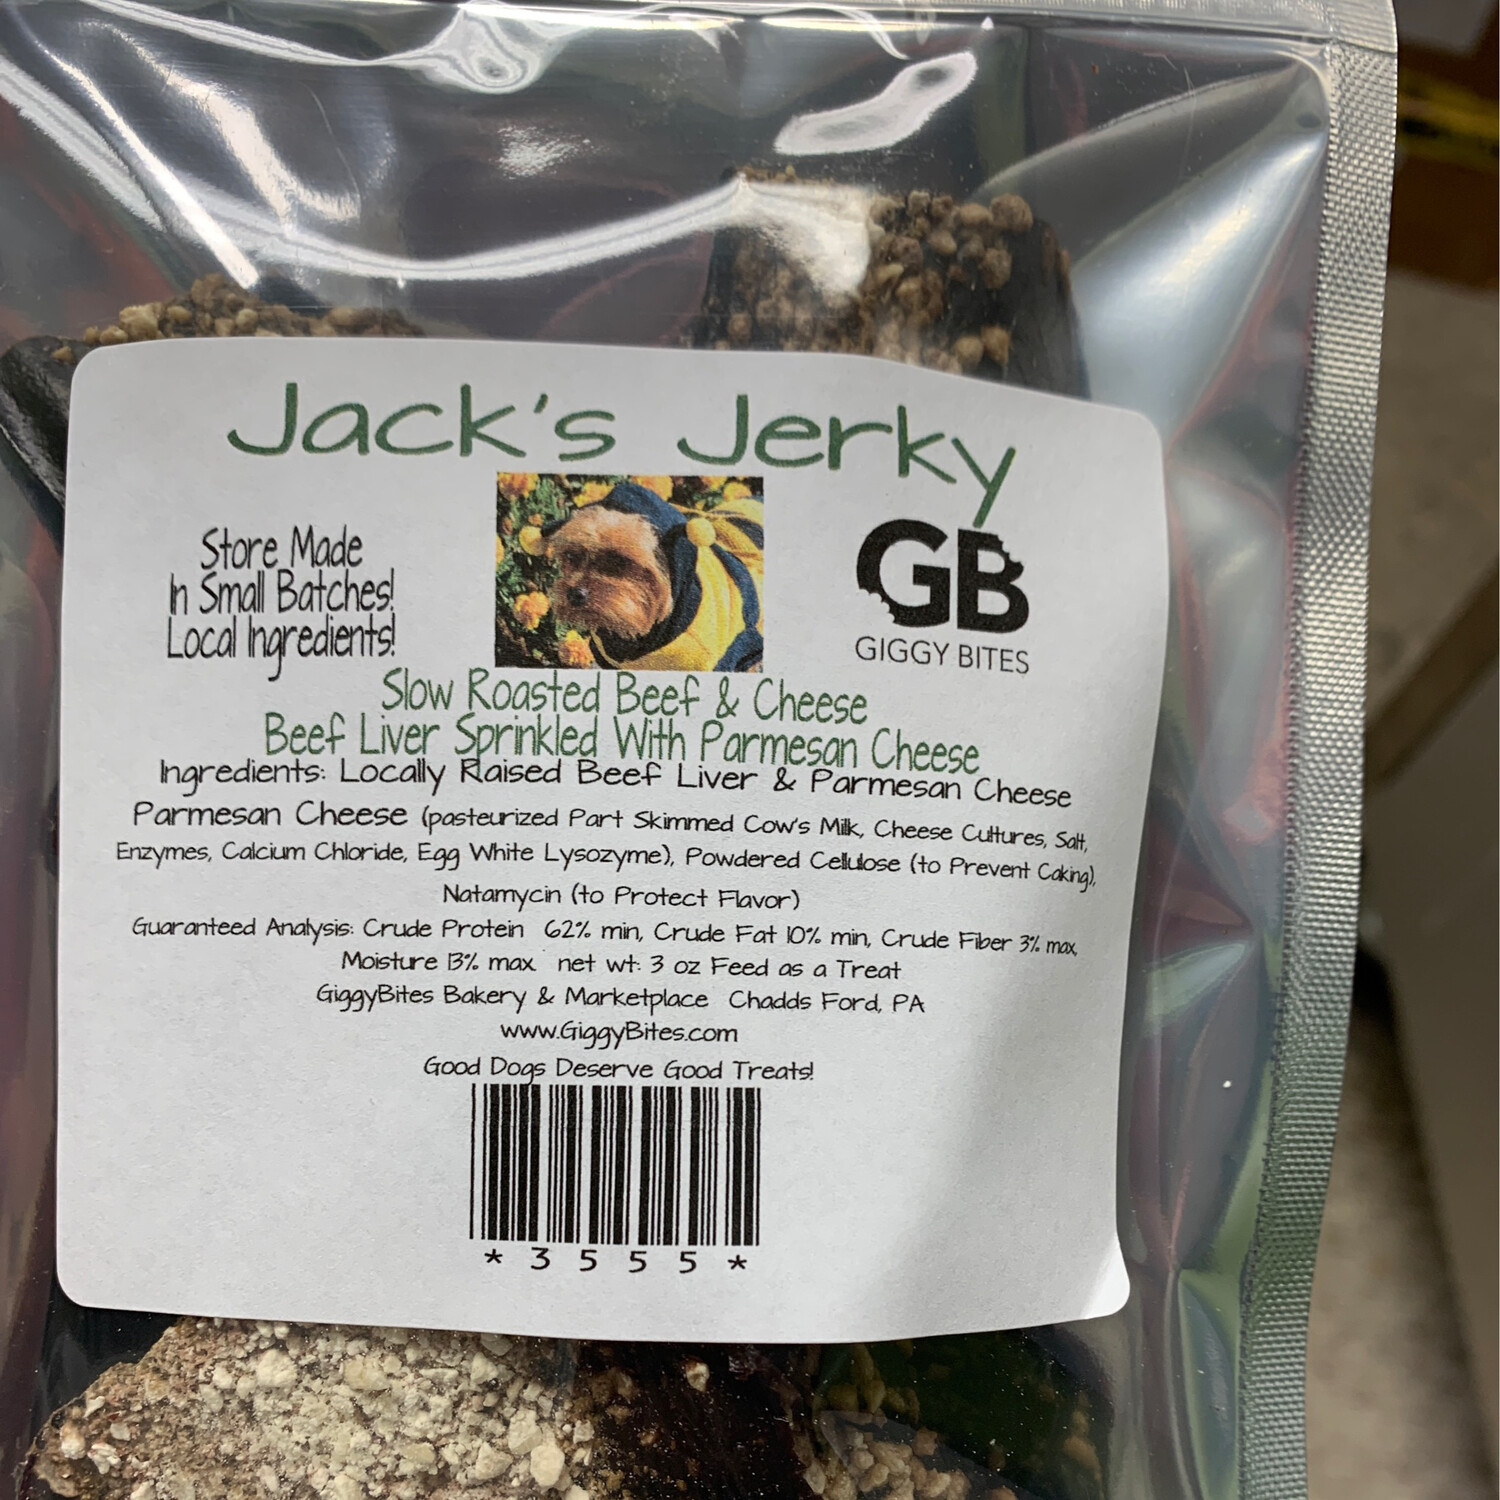 Jack's Jerky
Store Made
In Small Batches!
Local Ingredients!
GB
GIGGY BITES
Slow Roasted Beef & Cheese
Beef Liver Sprinkled With Parmesan Cheese
Ingredients: Locally Raised Beef Liver & Parmesan Cheese
Parmesan Cheese (pasteurized Part Skimmed Cow's Milk, Cheese Cultures, Salt,
Enzymes, Calcium Chloride, Egg White Lysozyme), Powdered Cellulose (to Prevent Caking),
Natamycin (to Protect Flavor)
Guaranteed Analysis: Crude Protein 62% min, Crude Fat 10% min, Crude Fiber 3% max,
Moisture 13% max net wt: 3 oz Feed as a Treat
GiggyBites Bakery & Marketplace Chadds Ford, PA
www.GiggyBites.com
Good Dogs Deserve Good Treats!
* 3 5 5 5 *